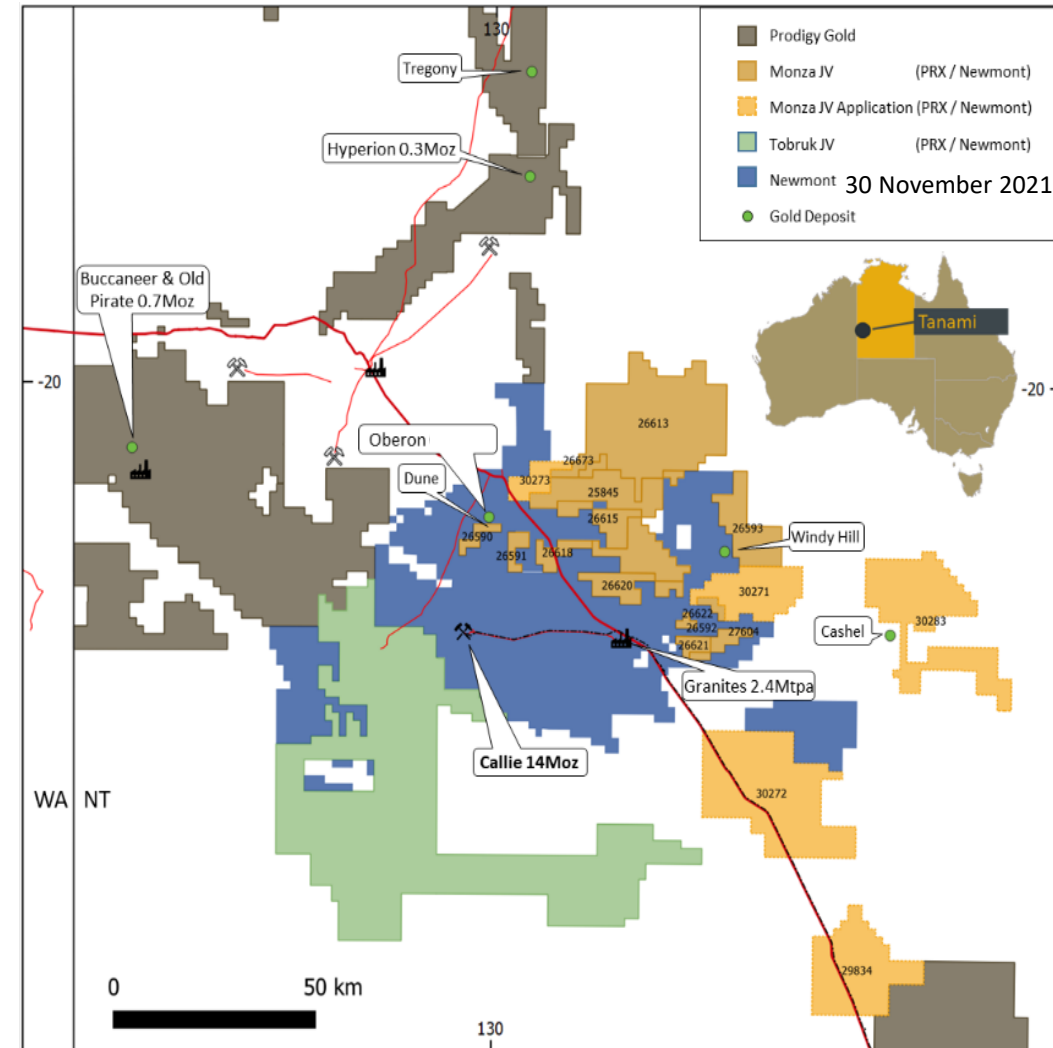 130
Prodigy Gold
Monza JV (PRX / Newmont)
Monza JV Application (PRX / Newmont)
Tobruk JV (PRX / Newmont)
Newmont 30 November 2021
Gold Deposit
Tregony
Hyperion 0.3Moz
Buccaneer & Old
Pirate 0.7Moz
Tanami
-20
-20
Oberon
Dune
26613
26673
30273
25845
26615
26593
26590
26591
26618
Windy Hill
26620
30271
26622
26592
27604
26621
30283
Cashel
Granites 2.4Mtpa
Callie 14Moz
WA
NT
30272
29834
0
50 km
130